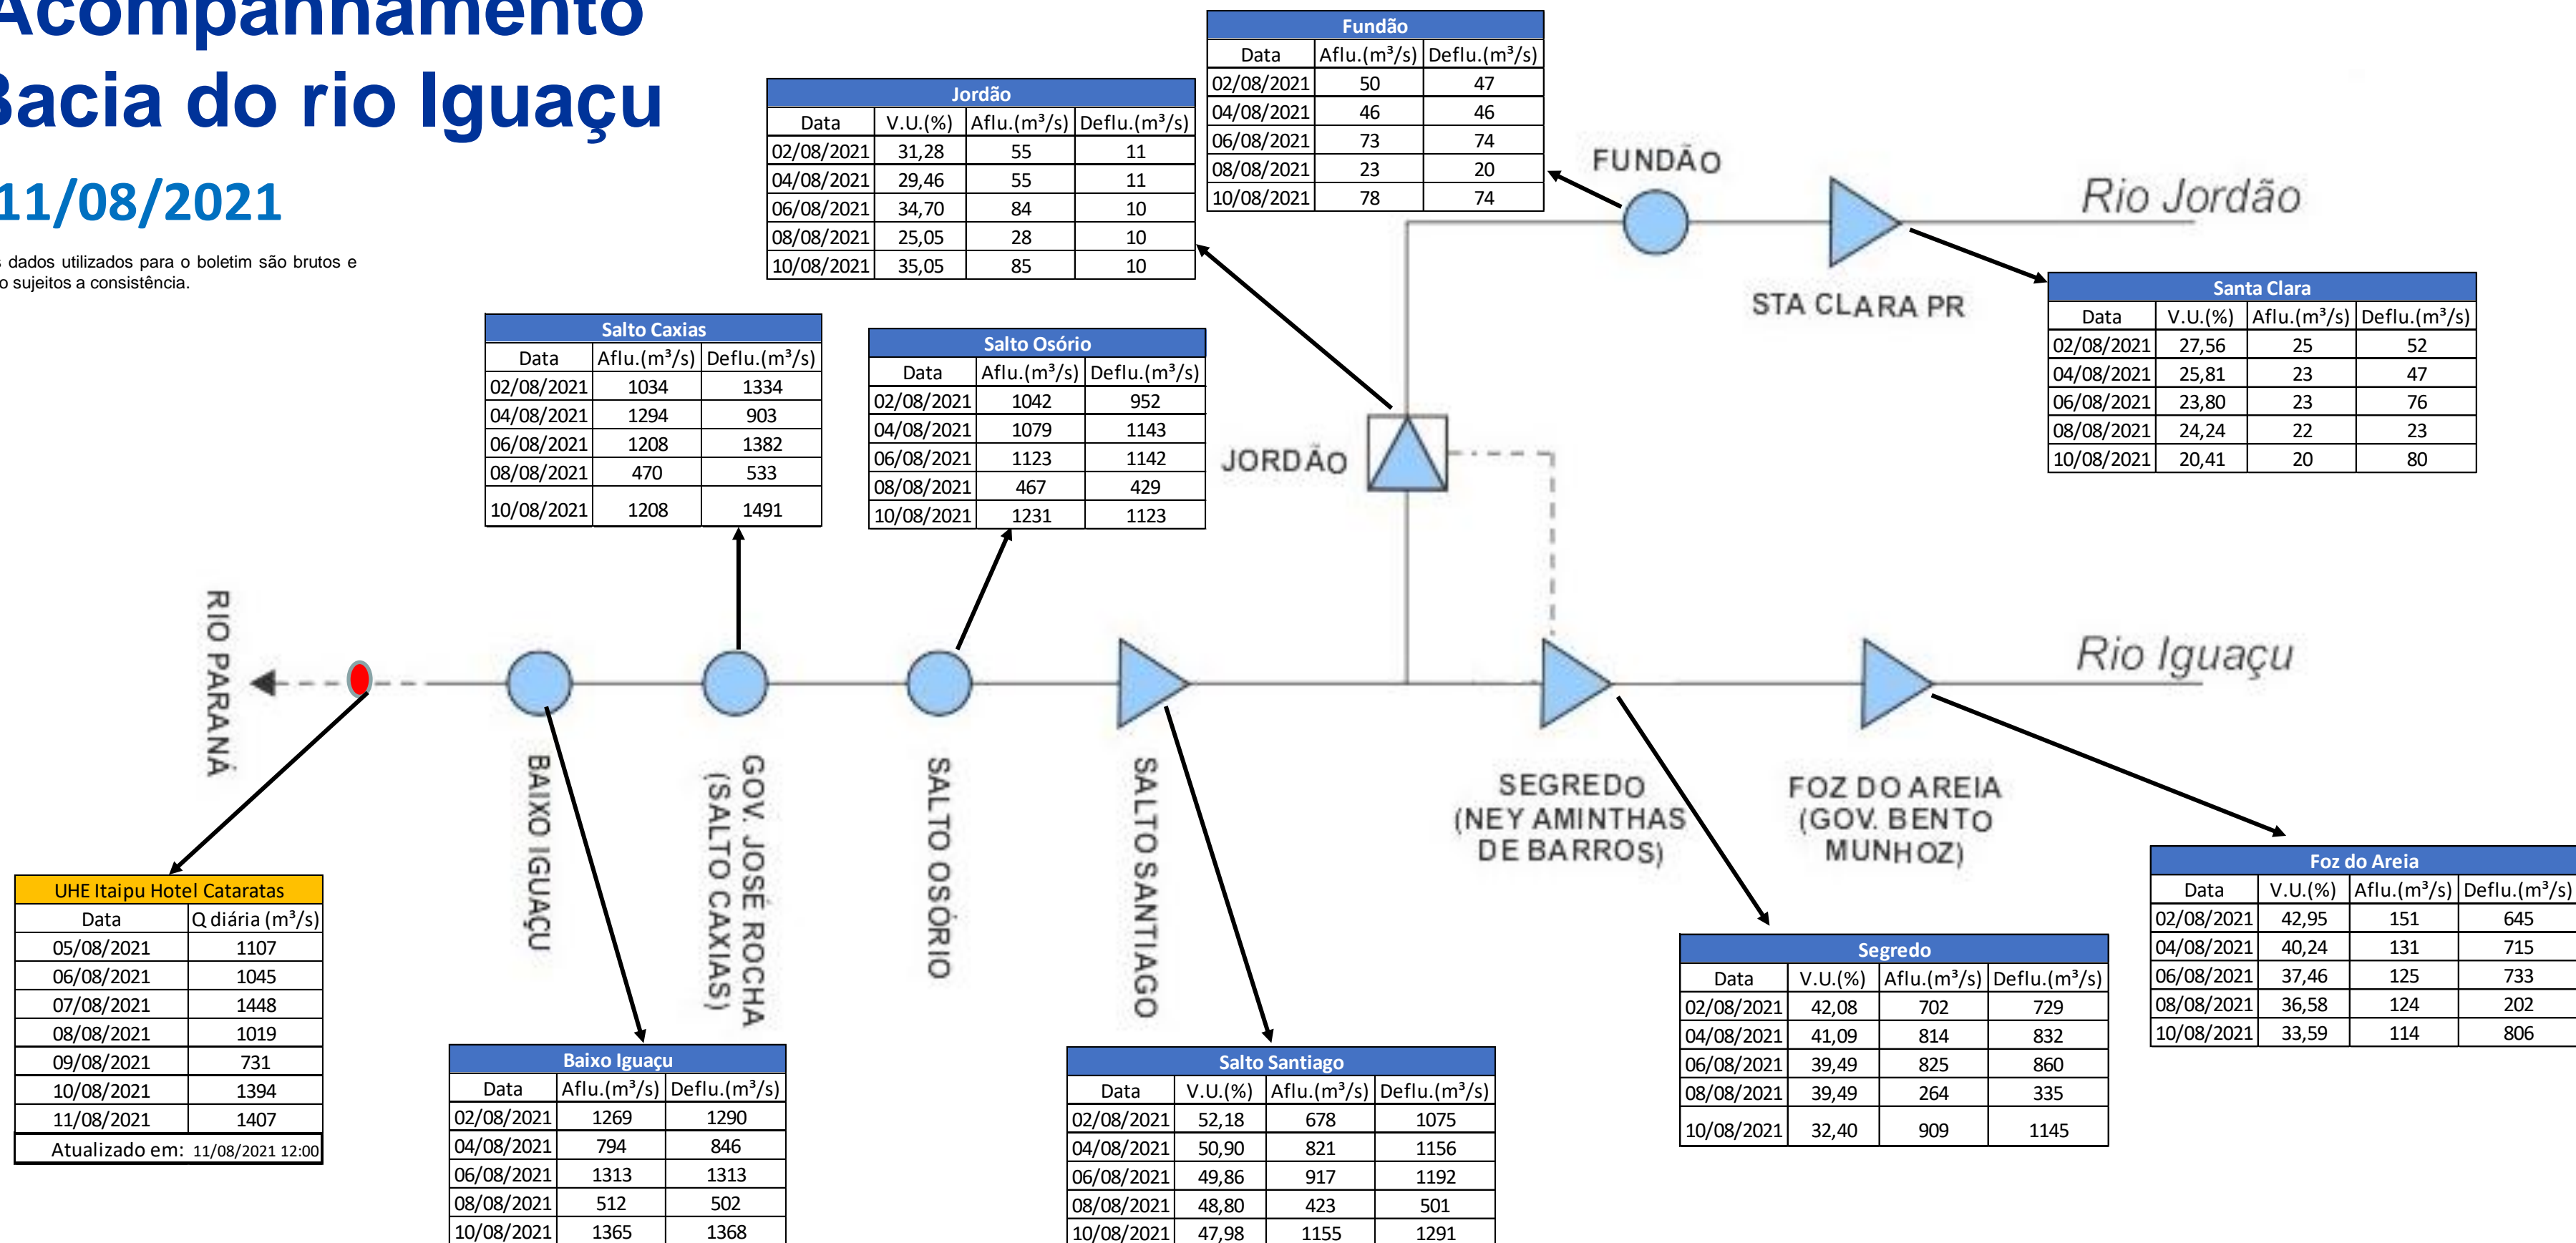 Acompanhamento
Bacia do rio Iguaçu
11/08/2021
s dados utilizados para o boletim são brutos e
o sujeitos a consistência.
Fundão
Data Aflu.(m³/s) Deflu.(m³/s)
02/08/2021 50 47
04/08/2021 46 46
06/08/2021 73 74
08/08/2021 23 20
10/08/2021 78 74
Jordão
Data V.U.(%) Aflu.(m³/s) Deflu.(m³/s)
02/08/2021 31,28 55 11
04/08/2021 29,46 55 11
06/08/2021 34,70 84 10
08/08/2021 25,05 28 10
10/08/2021 35,05 85 10
FUNDÃO
Rio Jordão
STA CLARA PR
Santa Clara
Data V.U.(%) Aflu.(m³/s) Deflu.(m³/s)
02/08/2021 27,56 25 52
04/08/2021 25,81 23 47
06/08/2021 23,80 23 76
08/08/2021 24,24 22 23
10/08/2021 20,41 20 80
Salto Caxias
Data Aflu.(m³/s) Deflu.(m³/s)
02/08/2021 1034 1334
04/08/2021 1294 903
06/08/2021 1208 1382
08/08/2021 470 533
10/08/2021 1208 1491
Salto Osório
Data Aflu.(m³/s) Deflu.(m³/s)
02/08/2021 1042 952
04/08/2021 1079 1143
06/08/2021 1123 1142
08/08/2021 467 429
10/08/2021 1231 1123
JORDÃO
RIO PARANÁ
Rio Iguaçu
BAIXO IGUAÇU
GOV. JOSÉ ROCHA
(SALTO CAXIAS)
SALTO OSÓRIO
SALTO SANTIAGO
SEGREDO
(NEY AMINTHAS
DE BARROS)
FOZ DO AREIA
(GOV. BENTO
MUNHOZ)
UHE Itaipu Hotel Cataratas
Data Q diária (m³/s)
05/08/2021 1107
06/08/2021 1045
07/08/2021 1448
08/08/2021 1019
09/08/2021 731
10/08/2021 1394
11/08/2021 1407
Atualizado em: 11/08/2021 12:00
Baixo Iguaçu
Data Aflu.(m³/s) Deflu.(m³/s)
02/08/2021 1269 1290
04/08/2021 794 846
06/08/2021 1313 1313
08/08/2021 512 502
10/08/2021 1365 1368
Salto Santiago
Data V.U.(%) Aflu.(m³/s) Deflu.(m³/s)
02/08/2021 52,18 678 1075
04/08/2021 50,90 821 1156
06/08/2021 49,86 917 1192
08/08/2021 48,80 423 501
10/08/2021 47,98 1155 1291
Segredo
Data V.U.(%) Aflu.(m³/s) Deflu.(m³/s)
02/08/2021 42,08 702 729
04/08/2021 41,09 814 832
06/08/2021 39,49 825 860
08/08/2021 39,49 264 335
10/08/2021 32,40 909 1145
Foz do Areia
Data V.U.(%) Aflu.(m³/s) Deflu.(m³/s)
02/08/2021 42,95 151 645
04/08/2021 40,24 131 715
06/08/2021 37,46 125 733
08/08/2021 36,58 124 202
10/08/2021 33,59 114 806